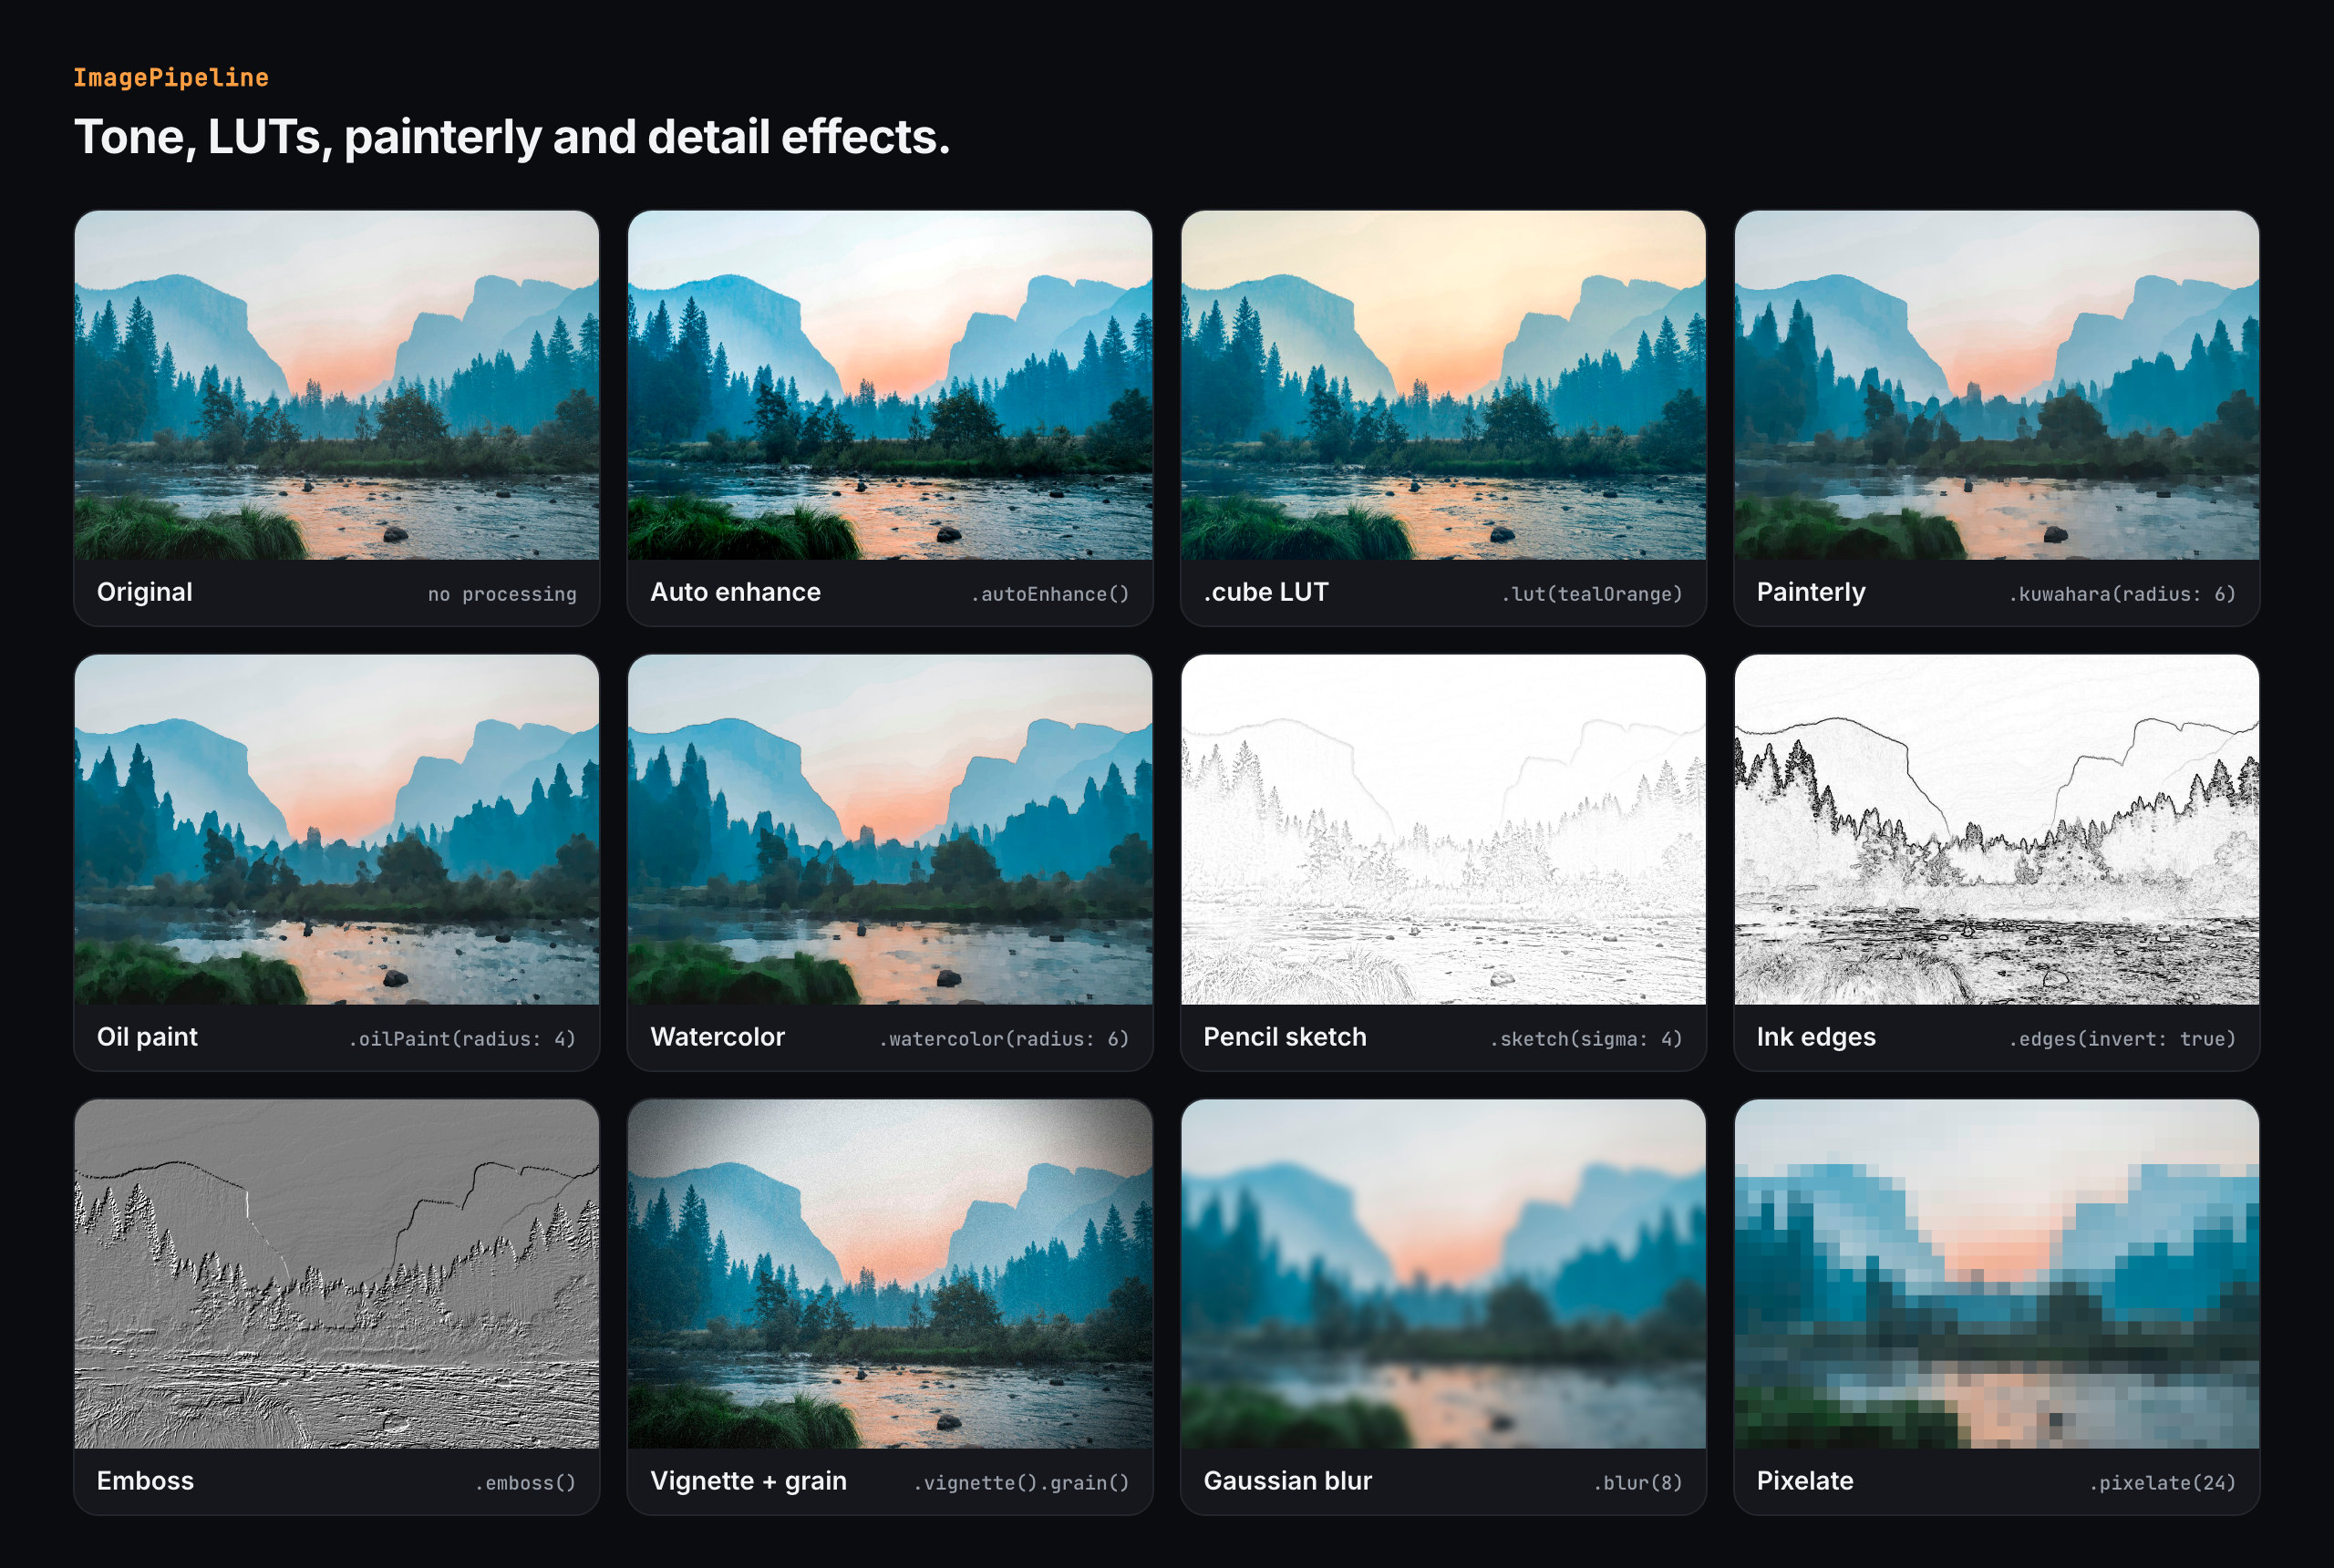 ImagePipeline
Tone, LUTs, painterly and detail effects.
Original no processing
Auto enhance .autoEnhance()
.cube LUT .lut(tealOrange)
Painterly .kuwahara(radius: 6)
Oil paint .oilPaint(radius: 4)
Watercolor .watercolor(radius: 6)
Pencil sketch .sketch(sigma: 4)
Ink edges .edges(invert: true)
Emboss .emboss()
Vignette + grain .vignette().grain()
Gaussian blur .blur(8)
Pixelate .pixelate(24)